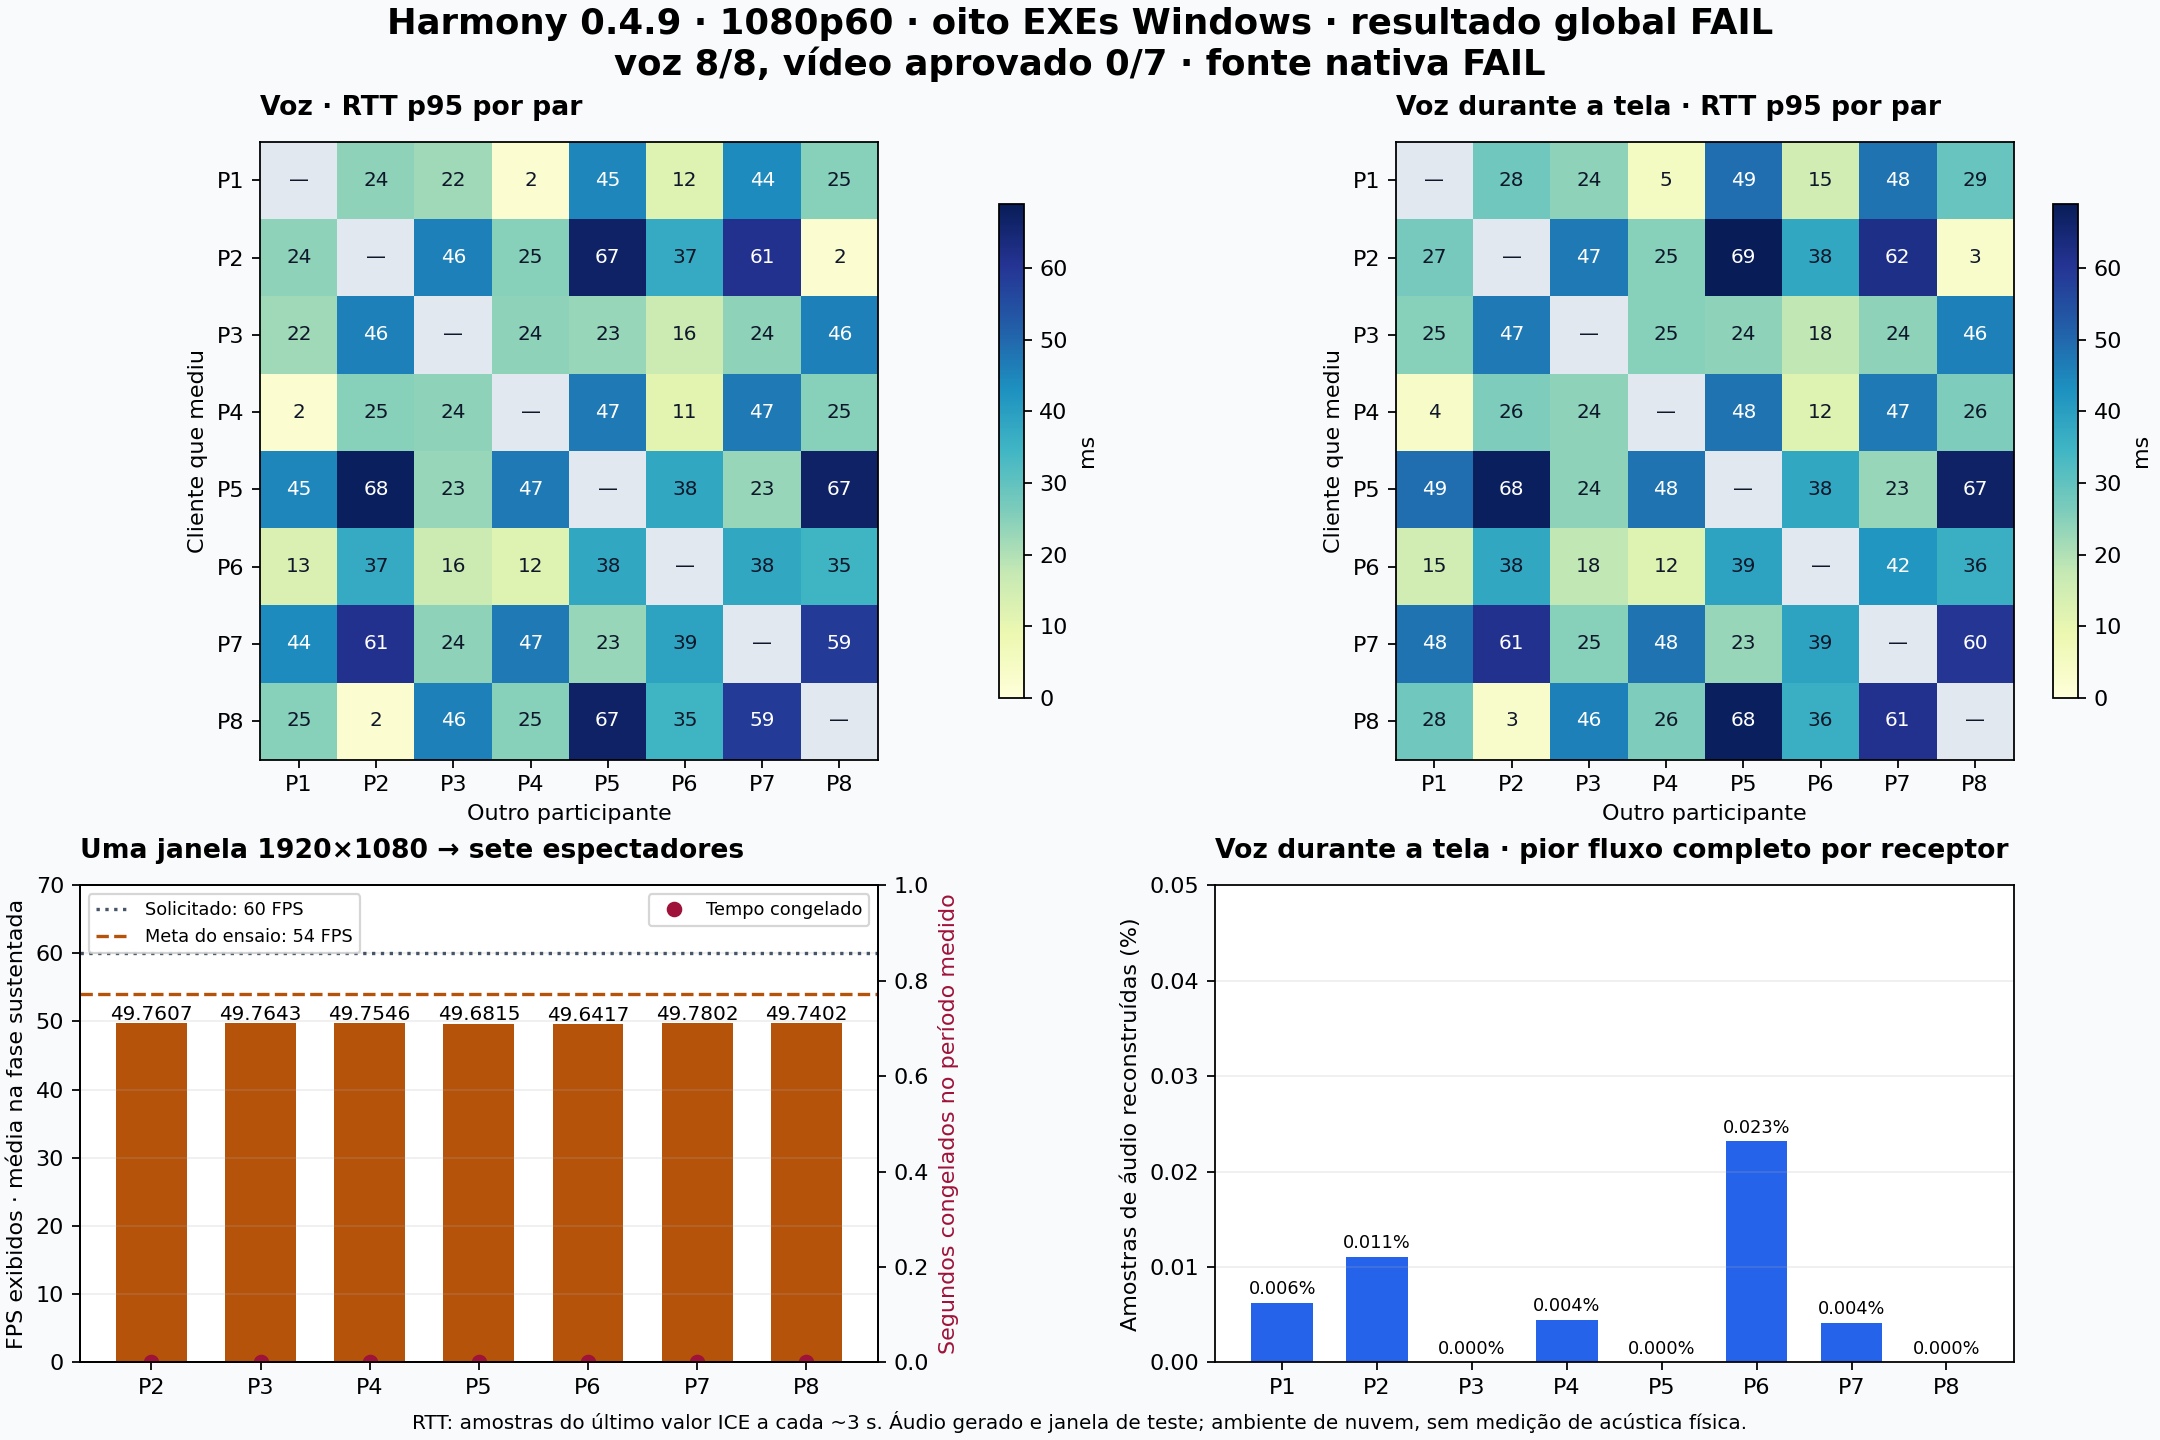 Harmony 0.4.9 · 1080p60 · oito EXEs Windows · resultado global FAIL
voz 8/8, vídeo aprovado 0/7 · fonte nativa FAIL
Voz · RTT p95 por par
Cliente que mediu
P1 — 24 22 2 45 12 44 25
P2 24 — 46 25 67 37 61 2
P3 22 46 — 24 23 16 24 46
P4 2 25 24 — 47 11 47 25
P5 45 68 23 47 — 38 23 67
P6 13 37 16 12 38 — 38 35
P7 44 61 24 47 23 39 — 59
P8 25 2 46 25 67 35 59 —
P1 P2 P3 P4 P5 P6 P7 P8
Outro participante
60
50
40
30
20
10
0
ms
Voz durante a tela · RTT p95 por par
Cliente que mediu
P1 — 28 24 5 49 15 48 29
P2 27 — 47 25 69 38 62 3
P3 25 47 — 25 24 18 24 46
P4 4 26 24 — 48 12 47 26
P5 49 68 24 48 — 38 23 67
P6 15 38 18 12 39 — 42 36
P7 48 61 25 48 23 39 — 60
P8 28 3 46 26 68 36 61 —
P1 P2 P3 P4 P5 P6 P7 P8
Outro participante
60
50
40
30
20
10
0
ms
Uma janela 1920×1080 → sete espectadores
FPS exibidos · média na fase sustentada
70
60
50
40
30
20
10
0
Solicitado: 60 FPS
Meta do ensaio: 54 FPS
Tempo congelado
49.7607 49.7643 49.7546 49.6815 49.6417 49.7802 49.7402
P2 P3 P4 P5 P6 P7 P8
1.0
0.8
0.6
0.4
0.2
0.0
Segundos congelados no período medido
Voz durante a tela · pior fluxo completo por receptor
Amostras de áudio reconstruídas (%)
0.05
0.04
0.03
0.02
0.01
0.00
0.006% 0.011% 0.000% 0.004% 0.000% 0.023% 0.004% 0.000%
P1 P2 P3 P4 P5 P6 P7 P8
RTT: amostras do último valor ICE a cada ~3 s. Áudio gerado e janela de teste; ambiente de nuvem, sem medição de acústica física.